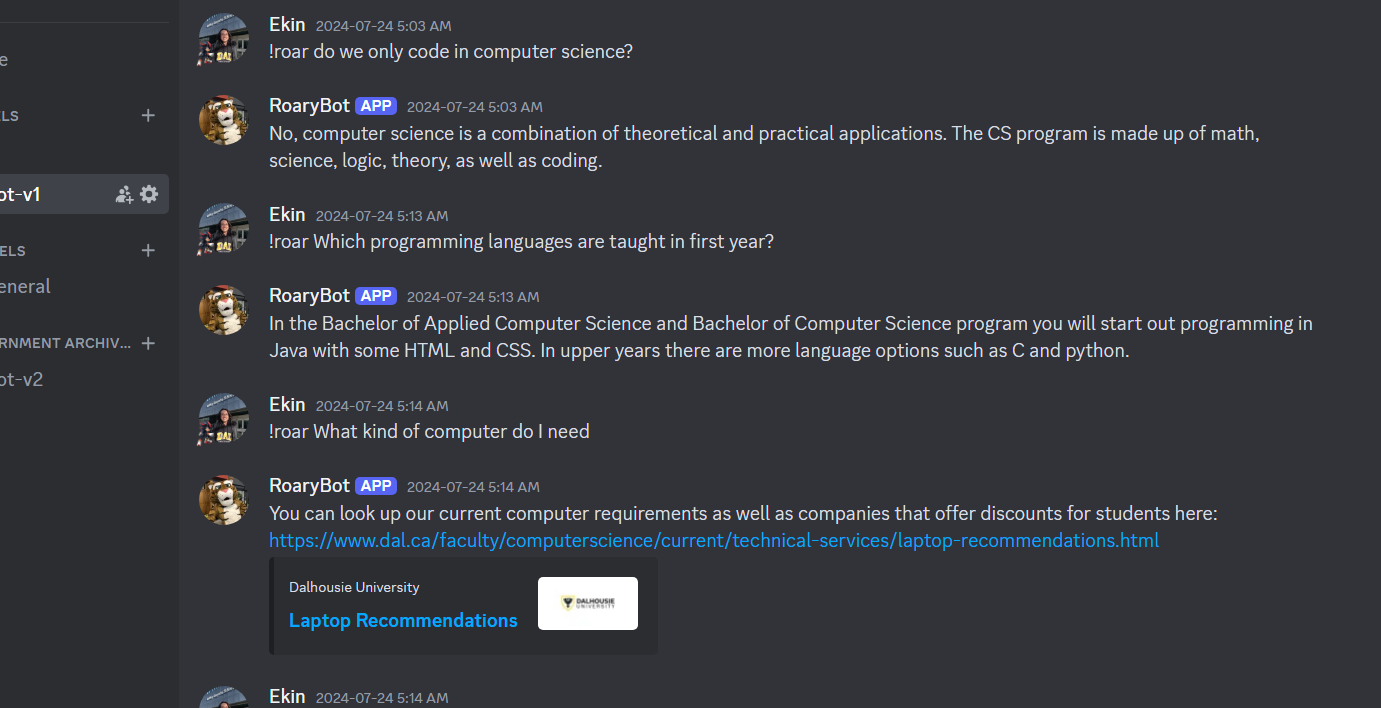 Ekin 2024-07-24 5:03 AM
!roar do we only code in computer science?
RoaryBot APP 2024-07-24 5:03 AM
No, computer science is a combination of theoretical and practical applications. The CS program is made up of math,
science, logic, theory, as well as coding.
Ekin 2024-07-24 5:13 AM
!roar Which programming languages are taught in first year?
RoaryBot APP 2024-07-24 5:13 AM
In the Bachelor of Applied Computer Science and Bachelor of Computer Science program you will start out programming in
Java with some HTML and CSS. In upper years there are more language options such as C and python.
Ekin 2024-07-24 5:14 AM
!roar What kind of computer do I need
RoaryBot APP 2024-07-24 5:14 AM
You can look up our current computer requirements as well as companies that offer discounts for students here:
https://www.dal.ca/faculty/computerscience/current/technical-services/laptop-recommendations.html
Dalhousie University
Laptop Recommendations
DALHOUSIE
UNIVERSITY
Ekin 2024-07-24 5:14 AM
e
ELS
ot-v1
ELS
eneral
RNMENT ARCHIV...
ot-v2
DAL